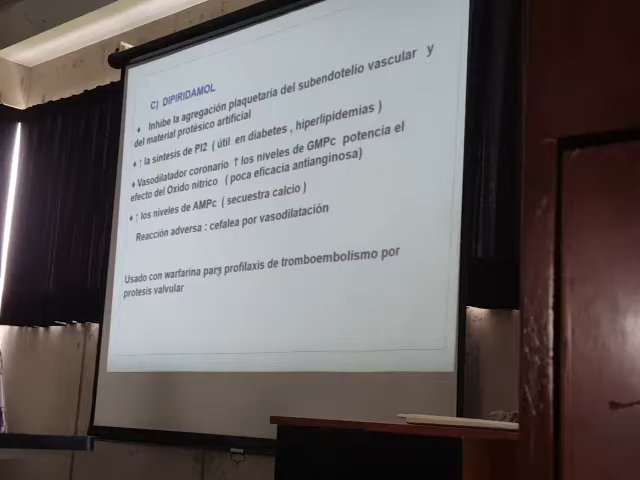 C) DIPIRIDAMOL
♦ Inhibe la agregación plaquetaria del subendotelio vascular y
del material protésico artificial
♦ ↑ la sintesis de PI2 ( útil en diabetes , hiperlipidemias )
♦ Vasodilatador coronario ↑ los niveles de GMPc potencia el
efecto del Oxido nitrico ( poca eficacia antianginosa)
♦ ↑ los niveles de AMPc ( secuestra calcio )
Reacción adversa : cefalea por vasodilatación
Usado con warfarina para profilaxis de tromboembolismo por
protesis valvular